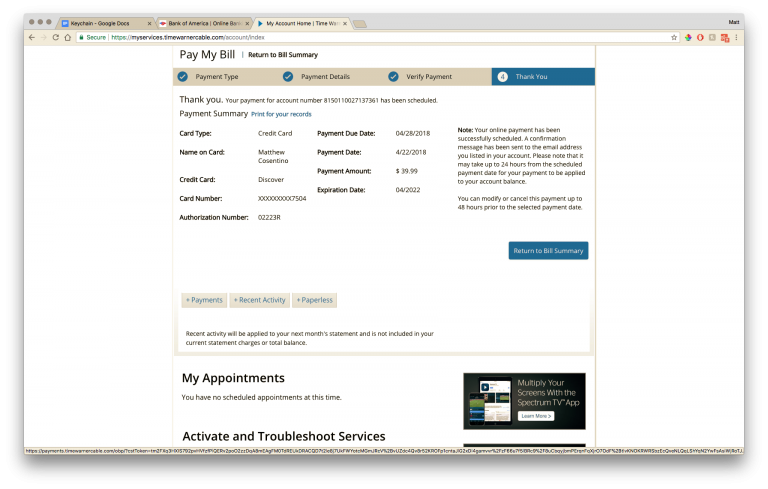 Keychain - Google Docs
Bank of America | Online Bank
My Account Home | Time War
Matt
Secure | https://myservices.timewarnercable.com/account/index
Pay My Bill | Return to Bill Summary
Payment Type
Payment Details
Verify Payment
4 Thank You
Thank you. Your payment for account number 8150110027137361 has been scheduled.
Payment Summary Print for your records
Card Type: Credit Card
Name on Card: Matthew
Cosentino
Credit Card: Discover
Card Number: XXXXXXXXX7504
Authorization Number: 02223R
Payment Due Date: 04/28/2018
Payment Date: 4/22/2018
Payment Amount: $ 39.99
Expiration Date: 04/2022
Note: Your online payment has been
successfully scheduled. A confirmation
message has been sent to the email address
you listed in your account. Please note that it
may take up to 24 hours from the scheduled
payment date for your payment to be applied
to your account balance.
You can modify or cancel this payment up to
48 hours prior to the selected payment date.
Return to Bill Summary
+ Payments
+ Recent Activity
+ Paperless
Recent activity will be applied to your next month's statement and is not included in your
current statement charges or total balance.
My Appointments
You have no scheduled appointments at this time.
Multiply Your
Screens With the
Spectrum TV App
Learn More >
Activate and Troubleshoot Services